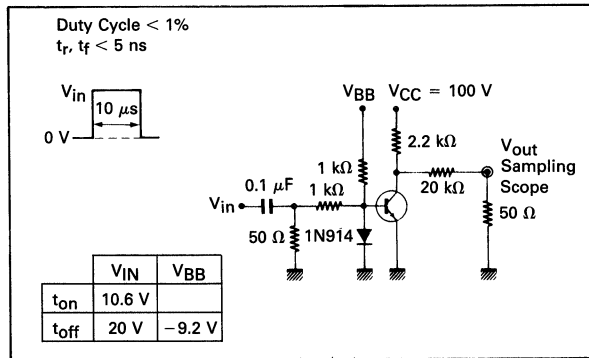 Duty Cycle < 1%
tr, tf < 5 ns
Vin
10 μs
0 V
VBB
VCC = 100 V
2.2 kΩ
Vout
Sampling
Scope
1 kΩ
20 kΩ
0.1 μF
1 kΩ
Vin
50 Ω
1N914
50 Ω
VIN VBB
ton 10.6 V
toff 20 V −9.2 V